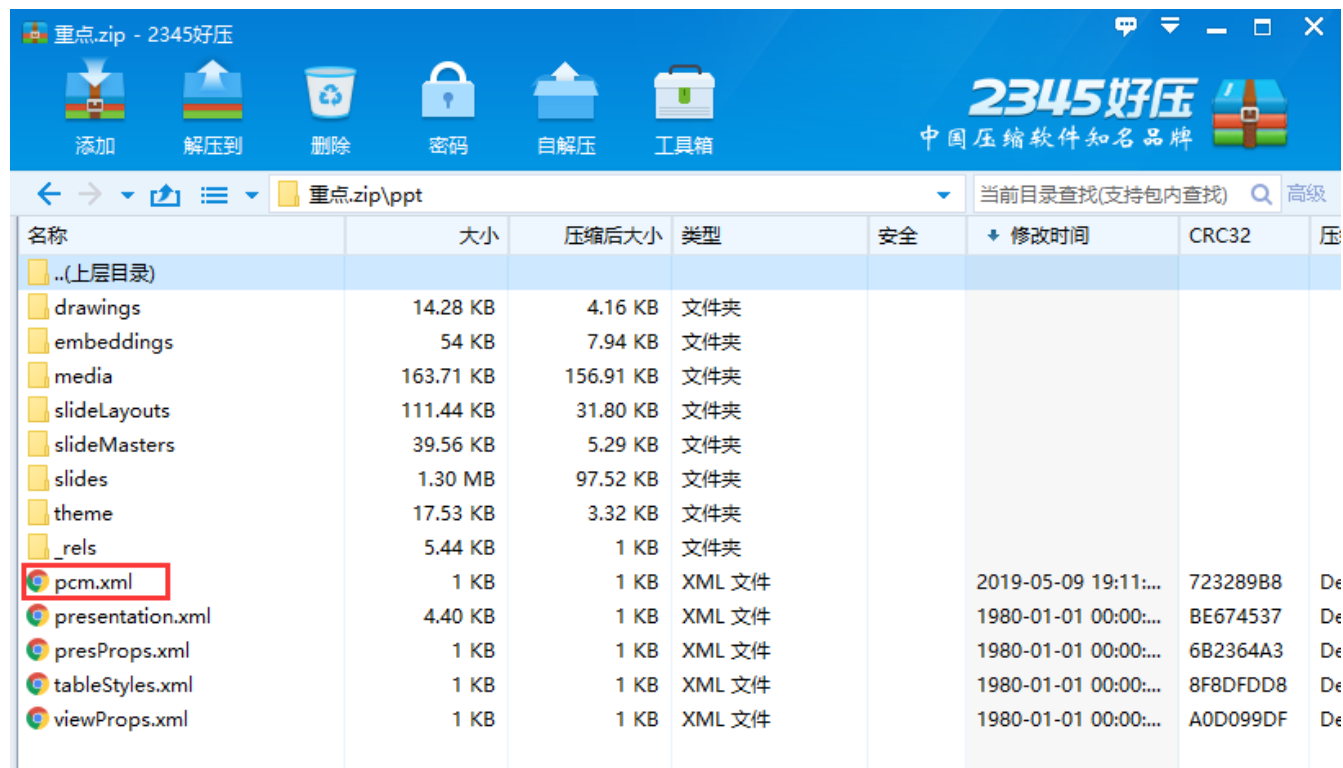 重点.zip - 2345好压
添加 解压到 删除 密码 自解压 工具箱
2345好压
中国压缩软件知名品牌
重点.zip\ppt 当前目录查找(支持包内查找) 高级
名称 大小 压缩后大小 类型 安全 修改时间 CRC32
..(上层目录)
drawings 14.28 KB 4.16 KB 文件夹
embeddings 54 KB 7.94 KB 文件夹
media 163.71 KB 156.91 KB 文件夹
slideLayouts 111.44 KB 31.80 KB 文件夹
slideMasters 39.56 KB 5.29 KB 文件夹
slides 1.30 MB 97.52 KB 文件夹
theme 17.53 KB 3.32 KB 文件夹
_rels 5.44 KB 1 KB 文件夹
pcm.xml 1 KB 1 KB XML 文件 2019-05-09 19:11:... 723289B8 De
presentation.xml 4.40 KB 1 KB XML 文件 1980-01-01 00:00:... BE674537 De
presProps.xml 1 KB 1 KB XML 文件 1980-01-01 00:00:... 6B2364A3 De
tableStyles.xml 1 KB 1 KB XML 文件 1980-01-01 00:00:... 8F8DFDD8 De
viewProps.xml 1 KB 1 KB XML 文件 1980-01-01 00:00:... A0D099DF De